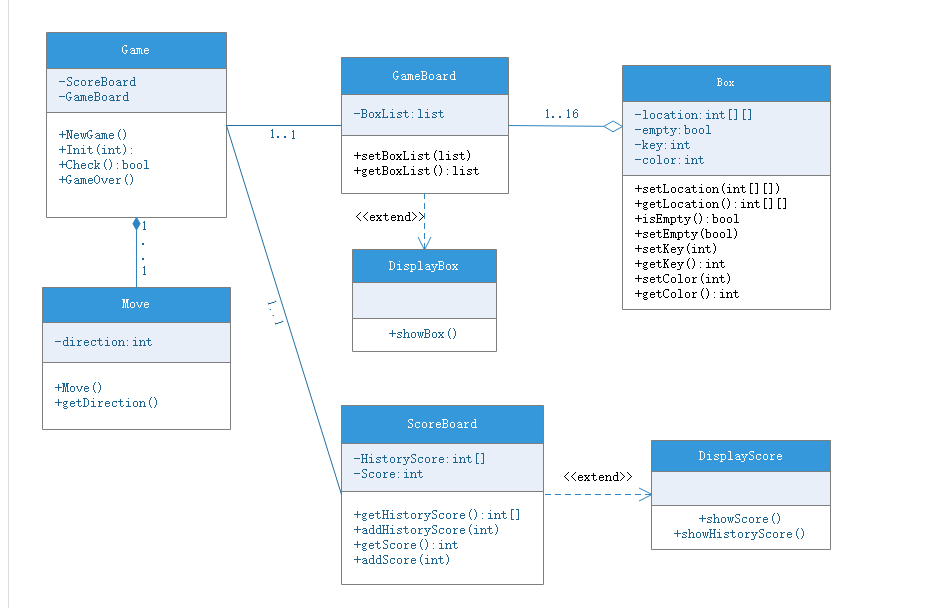 Game
-ScoreBoard
-GameBoard
+NewGame()
+Init(int):
+Check():bool
+GameOver()
1..1
GameBoard
-BoxList:list
+setBoxList(list)
+getBoxList():list
1..16
Box
-location:int[][]
-empty:bool
-key:int
-color:int
+setLocation(int[][])
+getLocation():int[][]
+isEmpty():bool
+setEmpty(bool)
+setKey(int)
+getKey():int
+setColor(int)
+getColor():int
<<extend>>
DisplayBox
+showBox()
1..1
Move
-direction:int
+Move()
+getDirection()
1..1
ScoreBoard
-HistoryScore:int[]
-Score:int
+getHistoryScore():int[]
+addHistoryScore(int)
+getScore():int
+addScore(int)
<<extend>>
DisplayScore
+showScore()
+showHistoryScore()